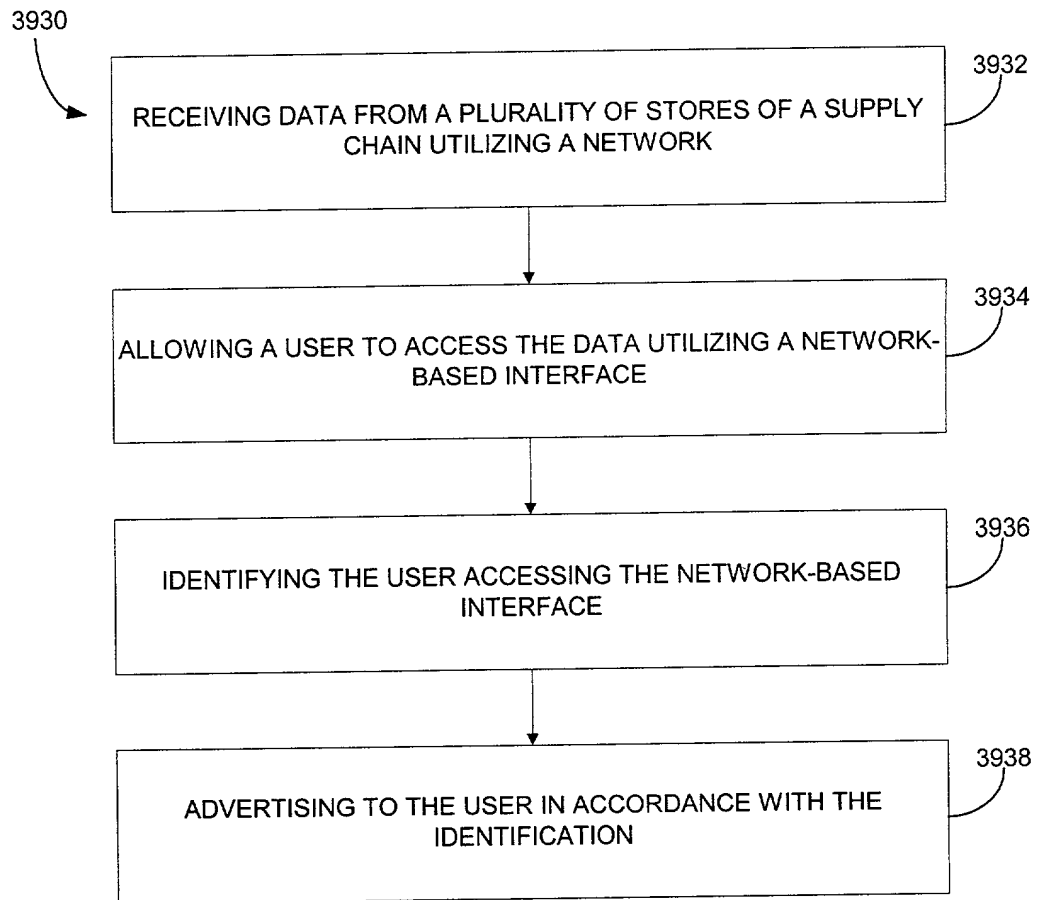 3930
3932
RECEIVING DATA FROM A PLURALITY OF STORES OF A SUPPLY
CHAIN UTILIZING A NETWORK
3934
ALLOWING A USER TO ACCESS THE DATA UTILIZING A NETWORK-
BASED INTERFACE
3936
IDENTIFYING THE USER ACCESSING THE NETWORK-BASED
INTERFACE
3938
ADVERTISING TO THE USER IN ACCORDANCE WITH THE
IDENTIFICATION